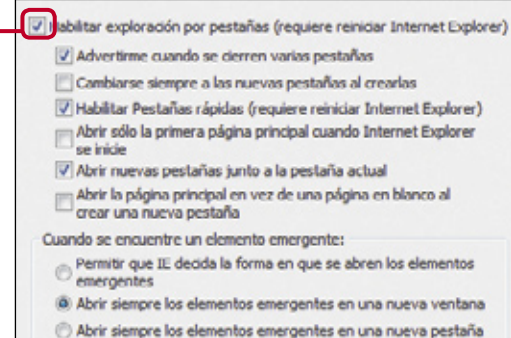 Habilitar exploración por pestañas (requiere reiniciar Internet Explorer)
Advertirme cuando se cierren varias pestañas
Cambiarse siempre a las nuevas pestañas al crearlas
Habilitar Pestañas rápidas (requiere reiniciar Internet Explorer)
Abrir sólo la primera página principal cuando Internet Explorer
se inicie
Abrir nuevas pestañas junto a la pestaña actual
Abrir la página principal en vez de una página en blanco al
crear una nueva pestaña
Cuando se encuentre un elemento emergente:
Permitir que IE decida la forma en que se abren los elementos
emergentes
Abrir siempre los elementos emergentes en una nueva ventana
Abrir siempre los elementos emergentes en una nueva pestaña